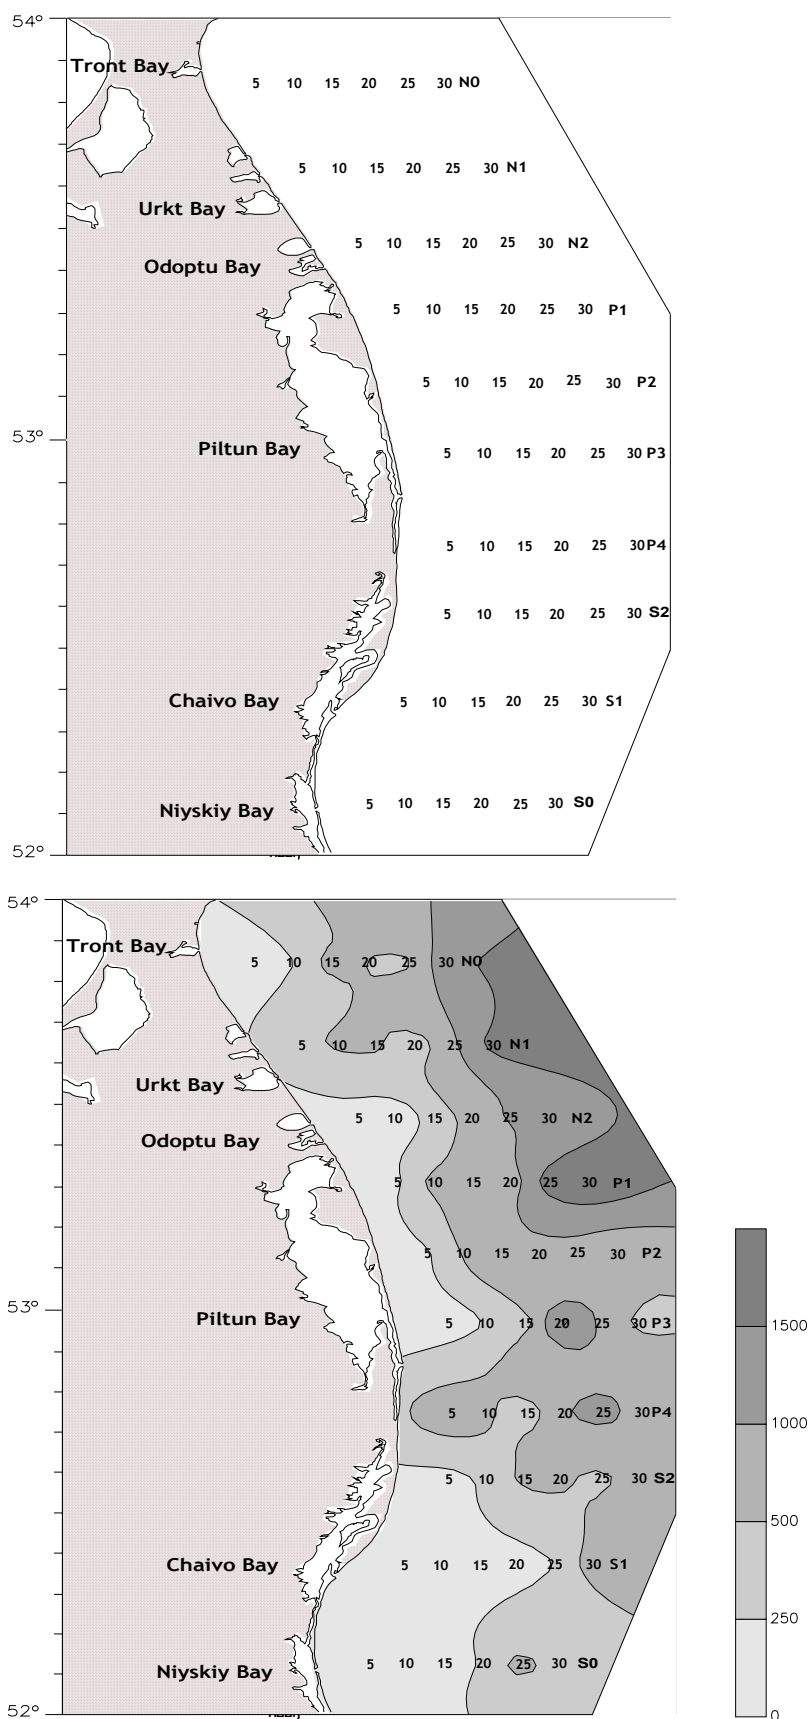 54°
Tront Bay
5 10 15 20 25 30 N0
5 10 15 20 25 30 N1
Urkt Bay
5 10 15 20 25 30 N2
Odoptu Bay
5 10 15 20 25 30 P1
5 10 15 20 25 30 P2
53°
Piltun Bay
5 10 15 20 25 30 P3
5 10 15 20 25 30 P4
5 10 15 20 25 30 S2
Chaivo Bay
5 10 15 20 25 30 S1
Niyskiy Bay
5 10 15 20 25 30 S0
52°
54°
Tront Bay
5 10 15 20 25 30 N0
5 10 15 20 25 30 N1
Urkt Bay
5 10 15 20 25 30 N2
Odoptu Bay
5 10 15 20 25 30 P1
5 10 15 20 25 30 P2
53°
Piltun Bay
5 10 15 20 25 30 P3
5 10 15 20 25 30 P4
5 10 15 20 25 30 S2
Chaivo Bay
5 10 15 20 25 30 S1
Niyskiy Bay
5 10 15 20 25 30 S0
52°
1500
1000
500
250
0